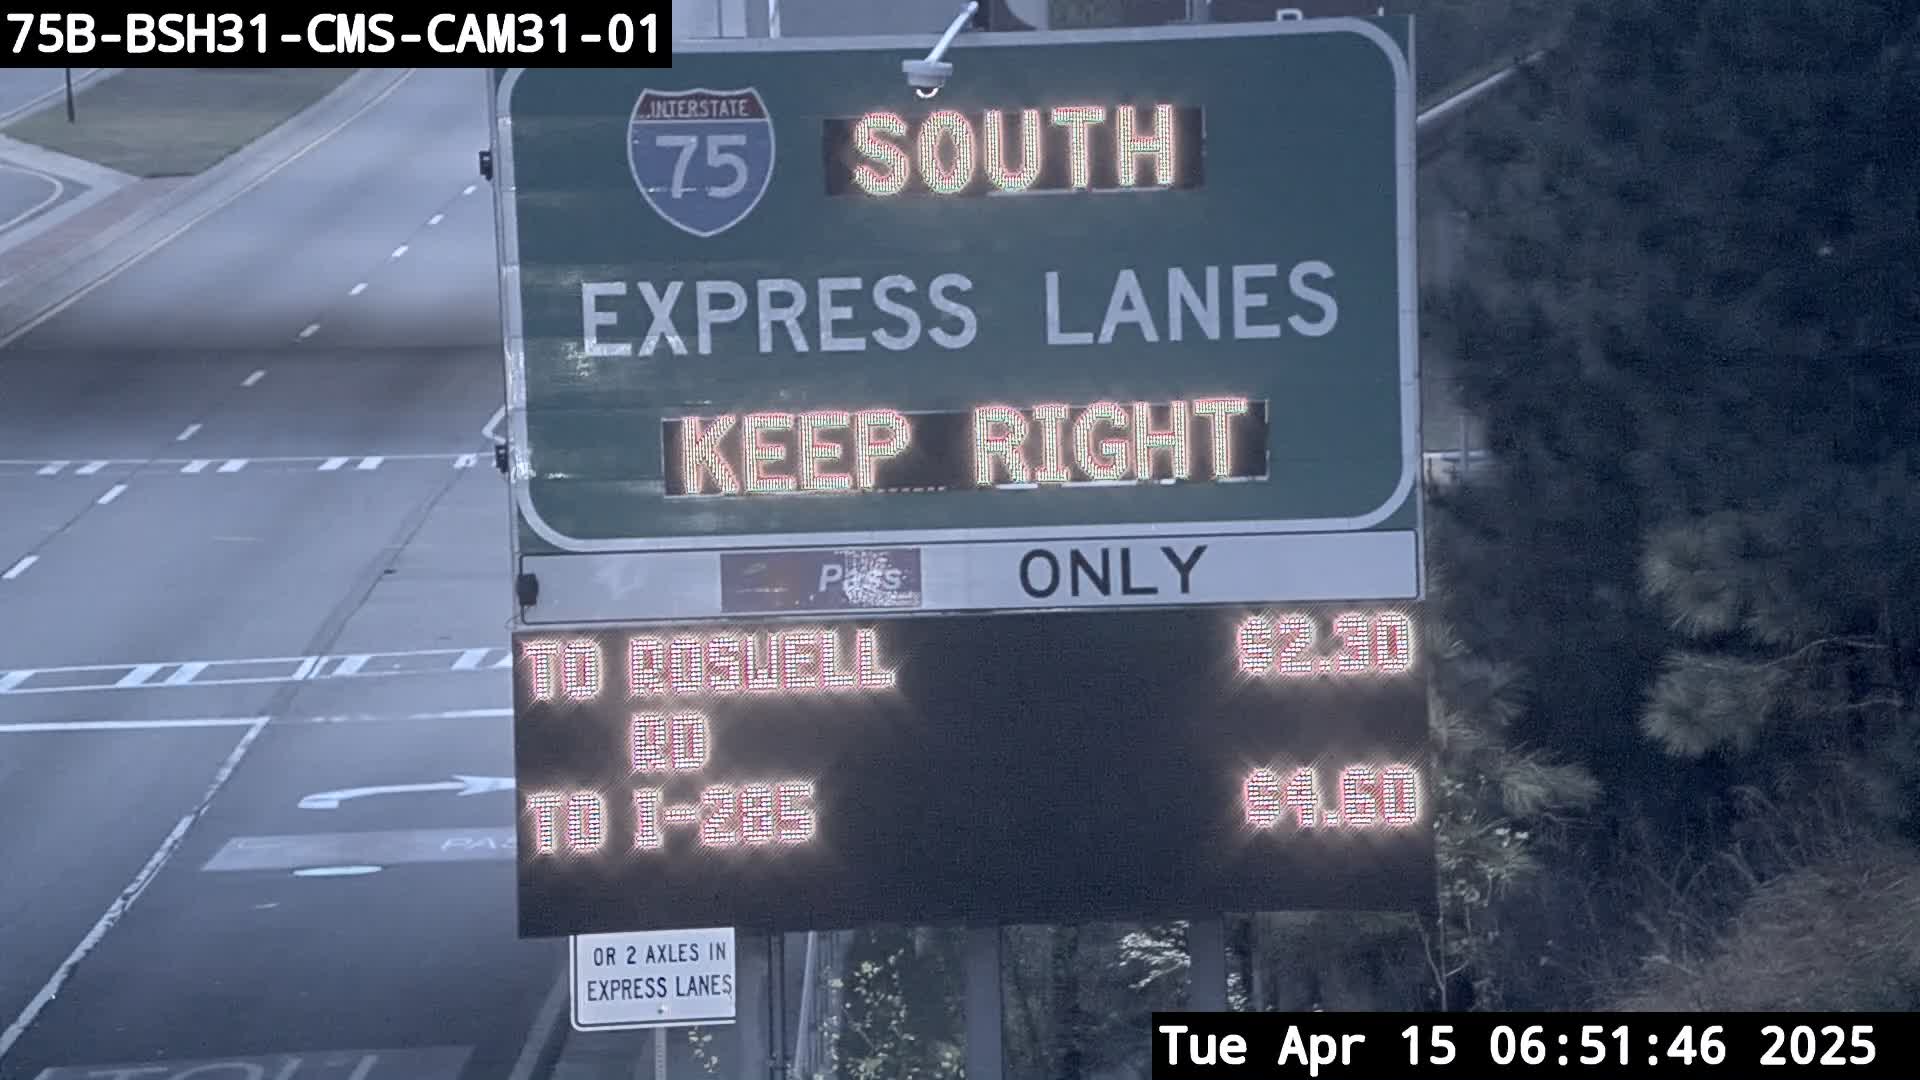 75B-BSH31-CMS-CAM31-01
INTERSTATE
75
SOUTH
EXPRESS LANES
KEEP RIGHT
Pass ONLY
TO ROSWELL $2.30
RD
TO I-285 $4.60
OR 2 AXLES IN
EXPRESS LANES
Tue Apr 15 06:51:46 2025